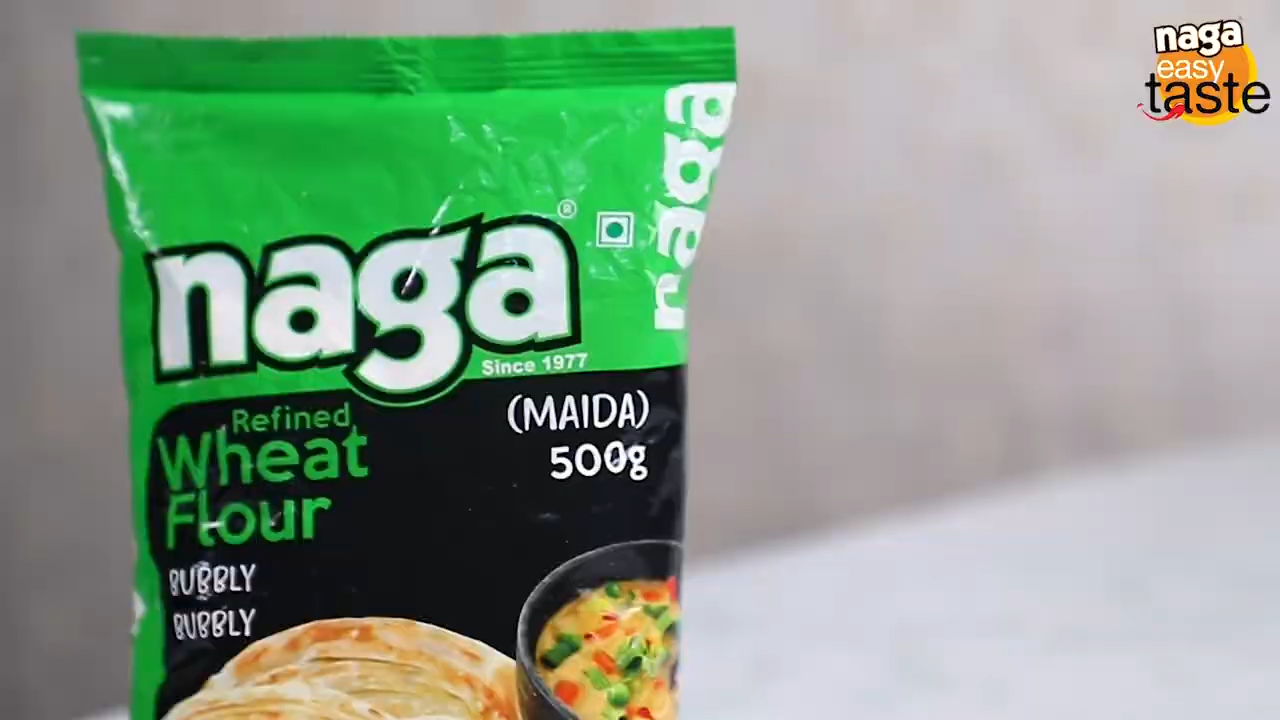 naga
easy
taste
naga
naga
®
Since 1977
Refined
Wheat
Flour
(MAIDA)
500g
BUBBLY
BUBBLY